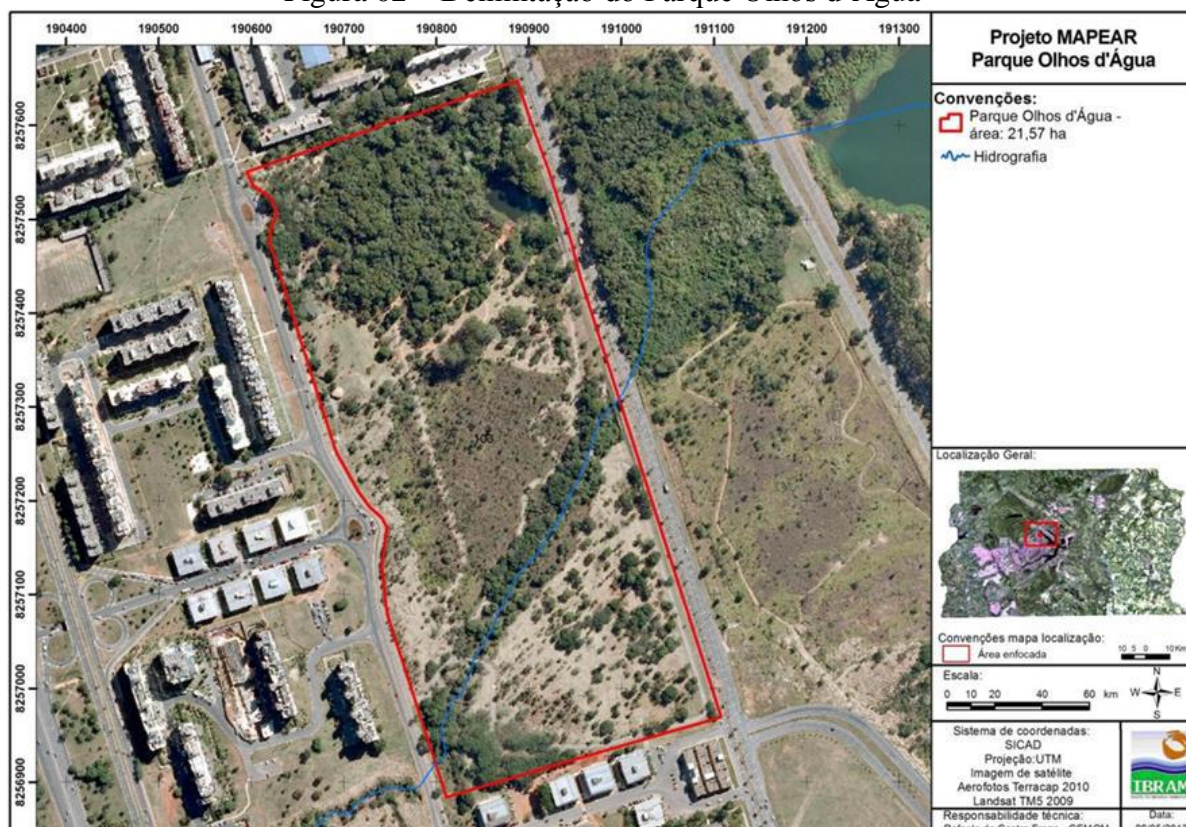 Figura 02 – Delimitação do Parque Olhos d'Água
190400 190500 190600 190700 190800 190900 191000 191100 191200 191300
8257600
8257500
8257400
8257300
8257200
8257100
8257000
8256900
Projeto MAPEAR
Parque Olhos d'Água
Convenções:
Parque Olhos d'Água -
área: 21,57 ha
Hidrografia
Localização Geral:
Convenções mapa localização:
Área enfocada
10 5 0 10 Km
Escala:
0 10 20 40 60 km
N
W E
S
Sistema de coordenadas:
SICAD
Projeção:UTM
Imagem de satélite
Aerofotos Terracap 2010
Landsat TM5 2009
IBRAM
Responsabilidade técnica:
Data: